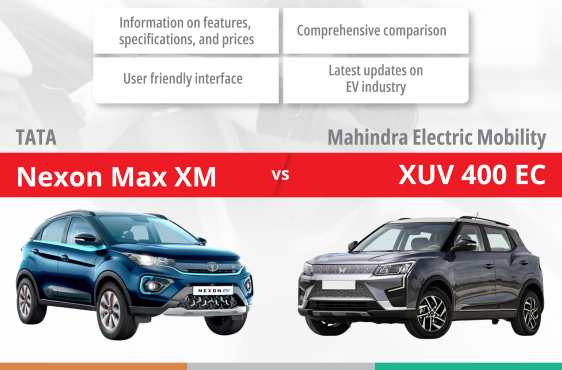 Information on features,
specifications, and prices
Comprehensive comparison
User friendly interface
Latest updates on
EV industry
TATA
Mahindra Electric Mobility
Nexon Max XM
vs
XUV 400 EC
NEXON EV